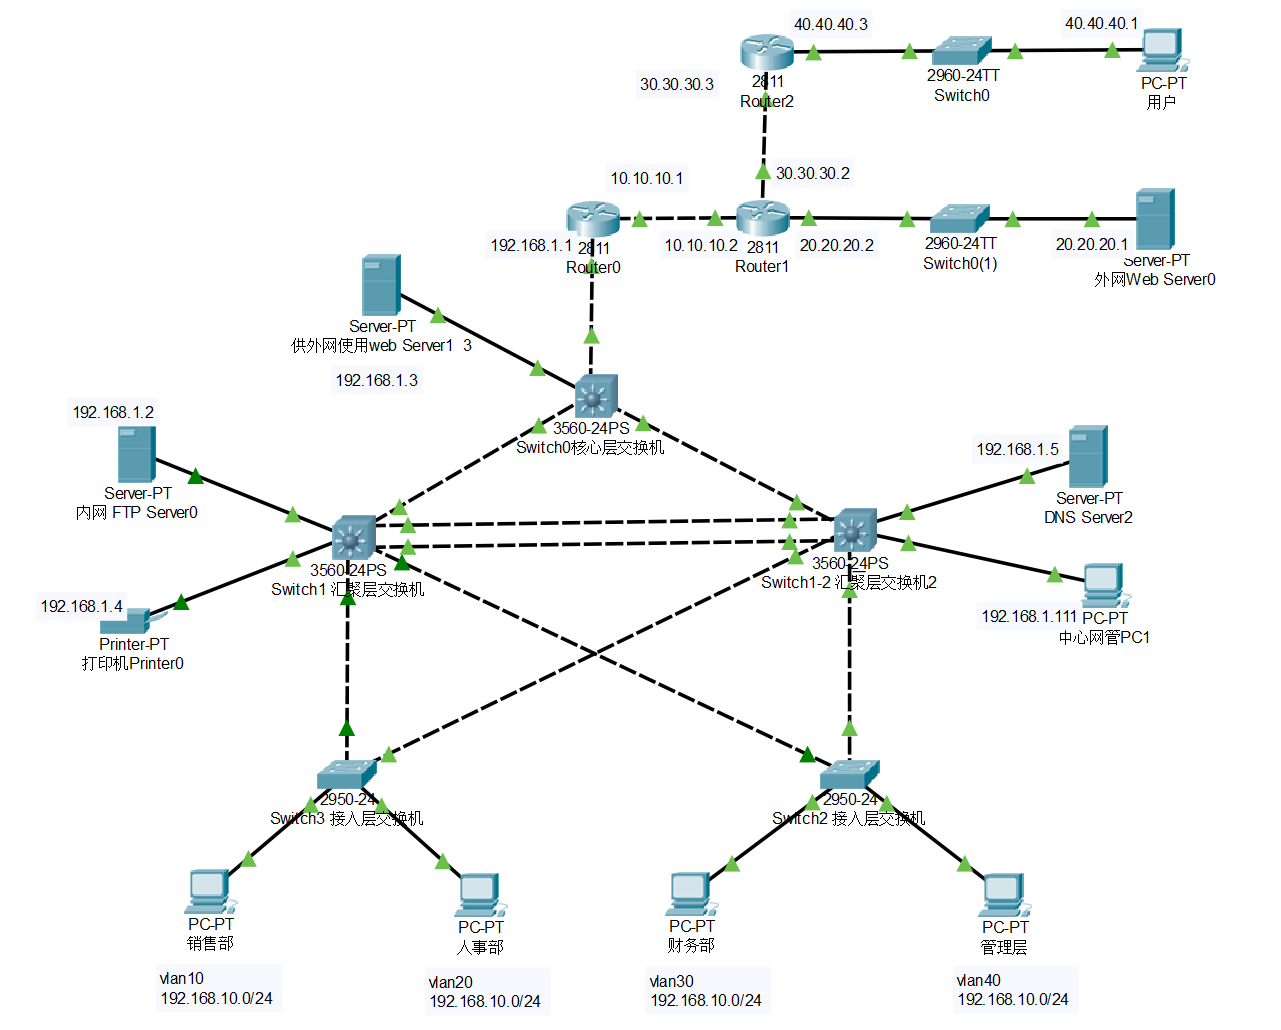 40.40.40.3
40.40.40.1
2811
Router2
2960-24TT
Switch0
PC-PT
用户
30.30.30.3
30.30.30.2
10.10.10.1
192.168.1.1
2811
Router0
10.10.10.2
2811
Router1
20.20.20.2
2960-24TT
Switch0(1)
20.20.20.1
Server-PT
外网Web Server0
Server-PT
供外网使用web Server1 3
192.168.1.3
3560-24PS
Switch0核心层交换机
192.168.1.2
Server-PT
内网 FTP Server0
192.168.1.5
Server-PT
DNS Server2
3560-24PS
Switch1 汇聚层交换机
3560-24PS
Switch1-2 汇聚层交换机2
192.168.1.4
Printer-PT
打印机Printer0
192.168.1.111
PC-PT
中心网管PC1
2950-24
Switch3 接入层交换机
2950-24
Switch2 接入层交换机
PC-PT
销售部
PC-PT
人事部
PC-PT
财务部
PC-PT
管理层
vlan10
192.168.10.0/24
vlan20
192.168.10.0/24
vlan30
192.168.10.0/24
vlan40
192.168.10.0/24